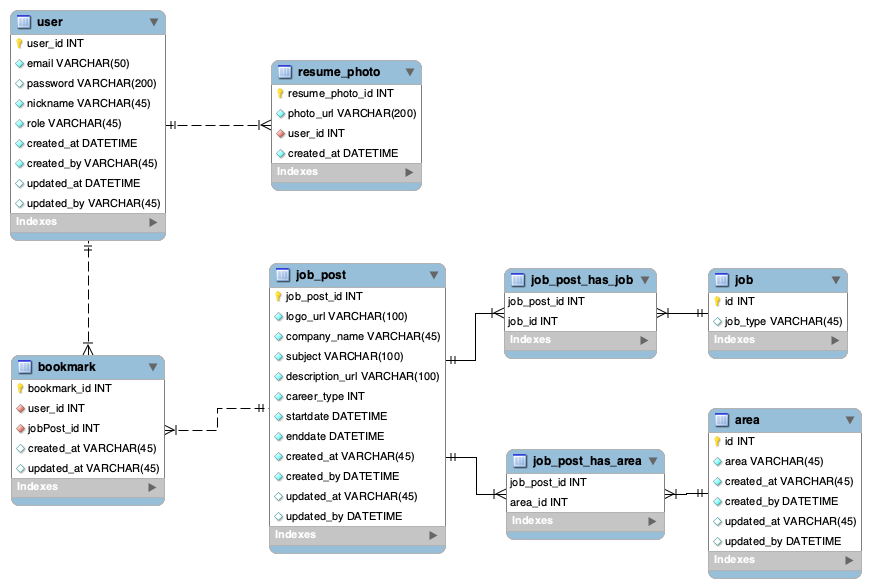 user
user_id INT
email VARCHAR(50)
password VARCHAR(200)
nickname VARCHAR(45)
role VARCHAR(45)
created_at DATETIME
created_by VARCHAR(45)
updated_at DATETIME
updated_by VARCHAR(45)
Indexes
resume_photo
resume_photo_id INT
photo_url VARCHAR(200)
user_id INT
created_at DATETIME
Indexes
bookmark
bookmark_id INT
user_id INT
jobPost_id INT
created_at VARCHAR(45)
updated_at VARCHAR(45)
Indexes
job_post
job_post_id INT
logo_url VARCHAR(100)
company_name VARCHAR(45)
subject VARCHAR(100)
description_url VARCHAR(100)
career_type INT
startdate DATETIME
enddate DATETIME
created_at VARCHAR(45)
created_by DATETIME
updated_at VARCHAR(45)
updated_by DATETIME
Indexes
job_post_has_job
job_post_id INT
job_id INT
Indexes
job
id INT
job_type VARCHAR(45)
Indexes
job_post_has_area
job_post_id INT
area_id INT
Indexes
area
id INT
area VARCHAR(45)
created_at VARCHAR(45)
created_by DATETIME
updated_at VARCHAR(45)
updated_by DATETIME
Indexes